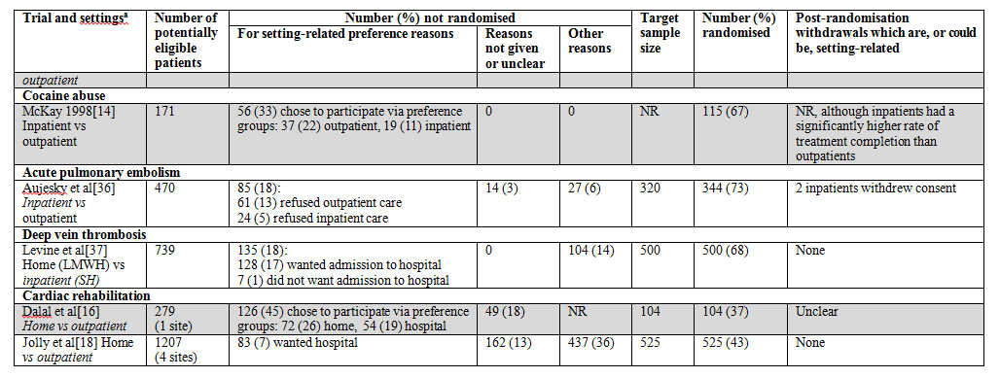 Trial and settingsª
Number of potentially eligible patients
Number (%) not randomised
Target sample size
Number (%) randomised
Post-randomisation withdrawals which are, or could be, setting-related
For setting-related preference reasons
Reasons not given or unclear
Other reasons
outpatient
Cocaine abuse
McKay 1998[14] Inpatient vs outpatient
171
56 (33) chose to participate via preference groups: 37 (22) outpatient, 19 (11) inpatient
0
0
NR
115 (67)
NR, although inpatients had a significantly higher rate of treatment completion than outpatients
Acute pulmonary embolism
Aujesky et al[36] Inpatient vs outpatient
470
85 (18):
61 (13) refused outpatient care
24 (5) refused inpatient care
14 (3)
27 (6)
320
344 (73)
2 inpatients withdrew consent
Deep vein thrombosis
Levine et al[37] Home (LMWH) vs inpatient (SH)
739
135 (18):
128 (17) wanted admission to hospital
7 (1) did not want admission to hospital
0
104 (14)
500
500 (68)
None
Cardiac rehabilitation
Dalal et al[16] Home vs outpatient
279 (1 site)
126 (45) chose to participate via preference groups: 72 (26) home, 54 (19) hospital
49 (18)
NR
104
104 (37)
Unclear
Jolly et al[18] Home vs outpatient
1207 (4 sites)
83 (7) wanted hospital
162 (13)
437 (36)
525
525 (43)
None